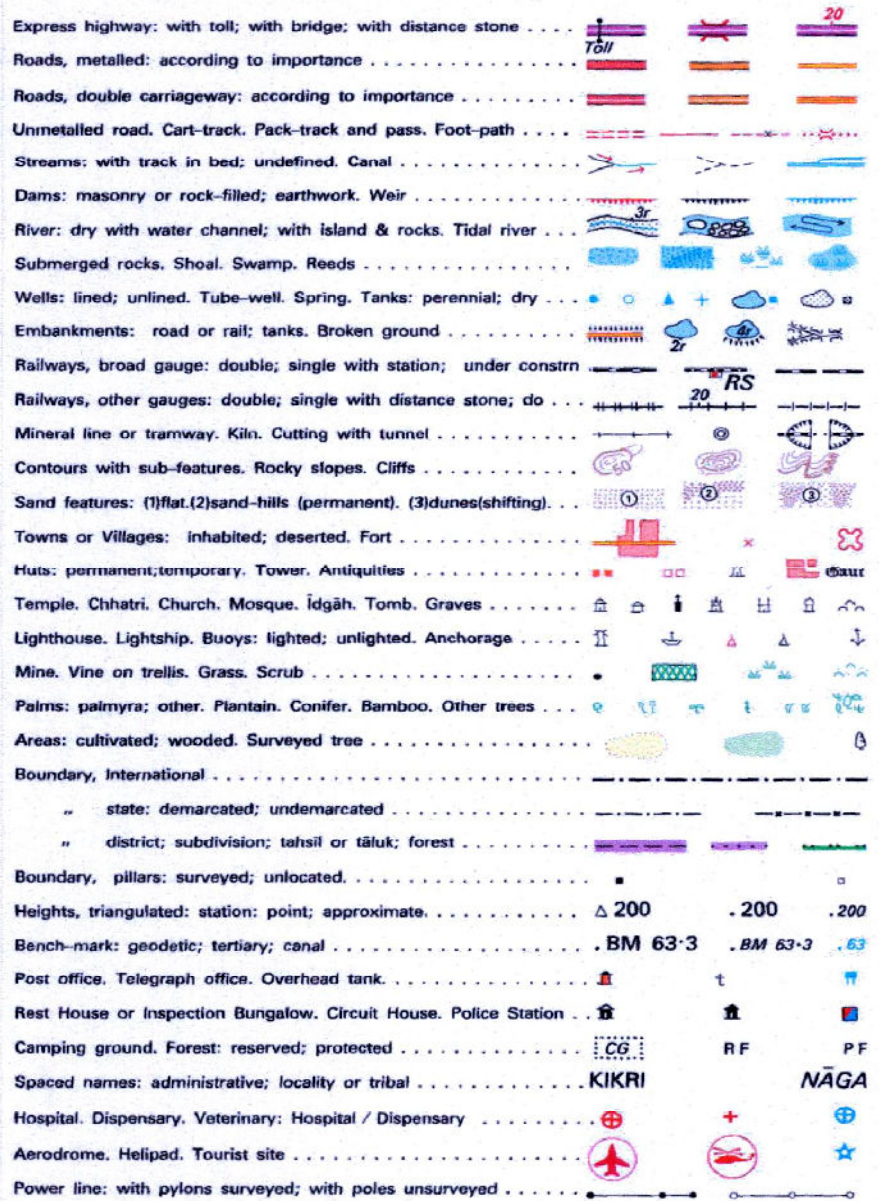 20
Express highway: with toll; with bridge; with distance stone
Toll
Roads, metalled: according to importance
Roads, double carriageway: according to importance
Unmetalled road. Cart-track. Pack-track and pass. Foot-path
Streams: with track in bed; undefined. Canal
Dams: masonry or rock-filled; earthwork. Weir
River: dry with water channel; with island & rocks. Tidal river 3r
Submerged rocks. Shoal. Swamp. Reeds
Wells: lined; unlined. Tube-well. Spring. Tanks: perennial; dry
Embankments: road or rail; tanks. Broken ground 2r 4r
Railways, broad gauge: double; single with station; under constrn RS
Railways, other gauges: double; single with distance stone; do 20
Mineral line or tramway. Kiln. Cutting with tunnel
Contours with sub-features. Rocky slopes. Cliffs
Sand features: (1)flat.(2)sand-hills (permanent). (3)dunes(shifting). 1 2 3
Towns or Villages: inhabited; deserted. Fort
Huts: permanent;temporary. Tower. Antiquities Gaur
Temple. Chhatri. Church. Mosque. Īdgāh. Tomb. Graves
Lighthouse. Lightship. Buoys: lighted; unlighted. Anchorage
Mine. Vine on trellis. Grass. Scrub
Palms: palmyra; other. Plantain. Conifer. Bamboo. Other trees
Areas: cultivated; wooded. Surveyed tree
Boundary, International
„ state: demarcated; undemarcated
„ district; subdivision; tahsil or tāluk; forest
Boundary, pillars: surveyed; unlocated.
Heights, triangulated: station: point; approximate. △ 200 .200 .200
Bench-mark: geodetic; tertiary; canal .BM 63·3 .BM 63·3 .63
Post office. Telegraph office. Overhead tank.
Rest House or Inspection Bungalow. Circuit House. Police Station
Camping ground. Forest: reserved; protected CG RF PF
Spaced names: administrative; locality or tribal KIKRI NĀGA
Hospital. Dispensary. Veterinary: Hospital / Dispensary
Aerodrome. Helipad. Tourist site
Power line: with pylons surveyed; with poles unsurveyed